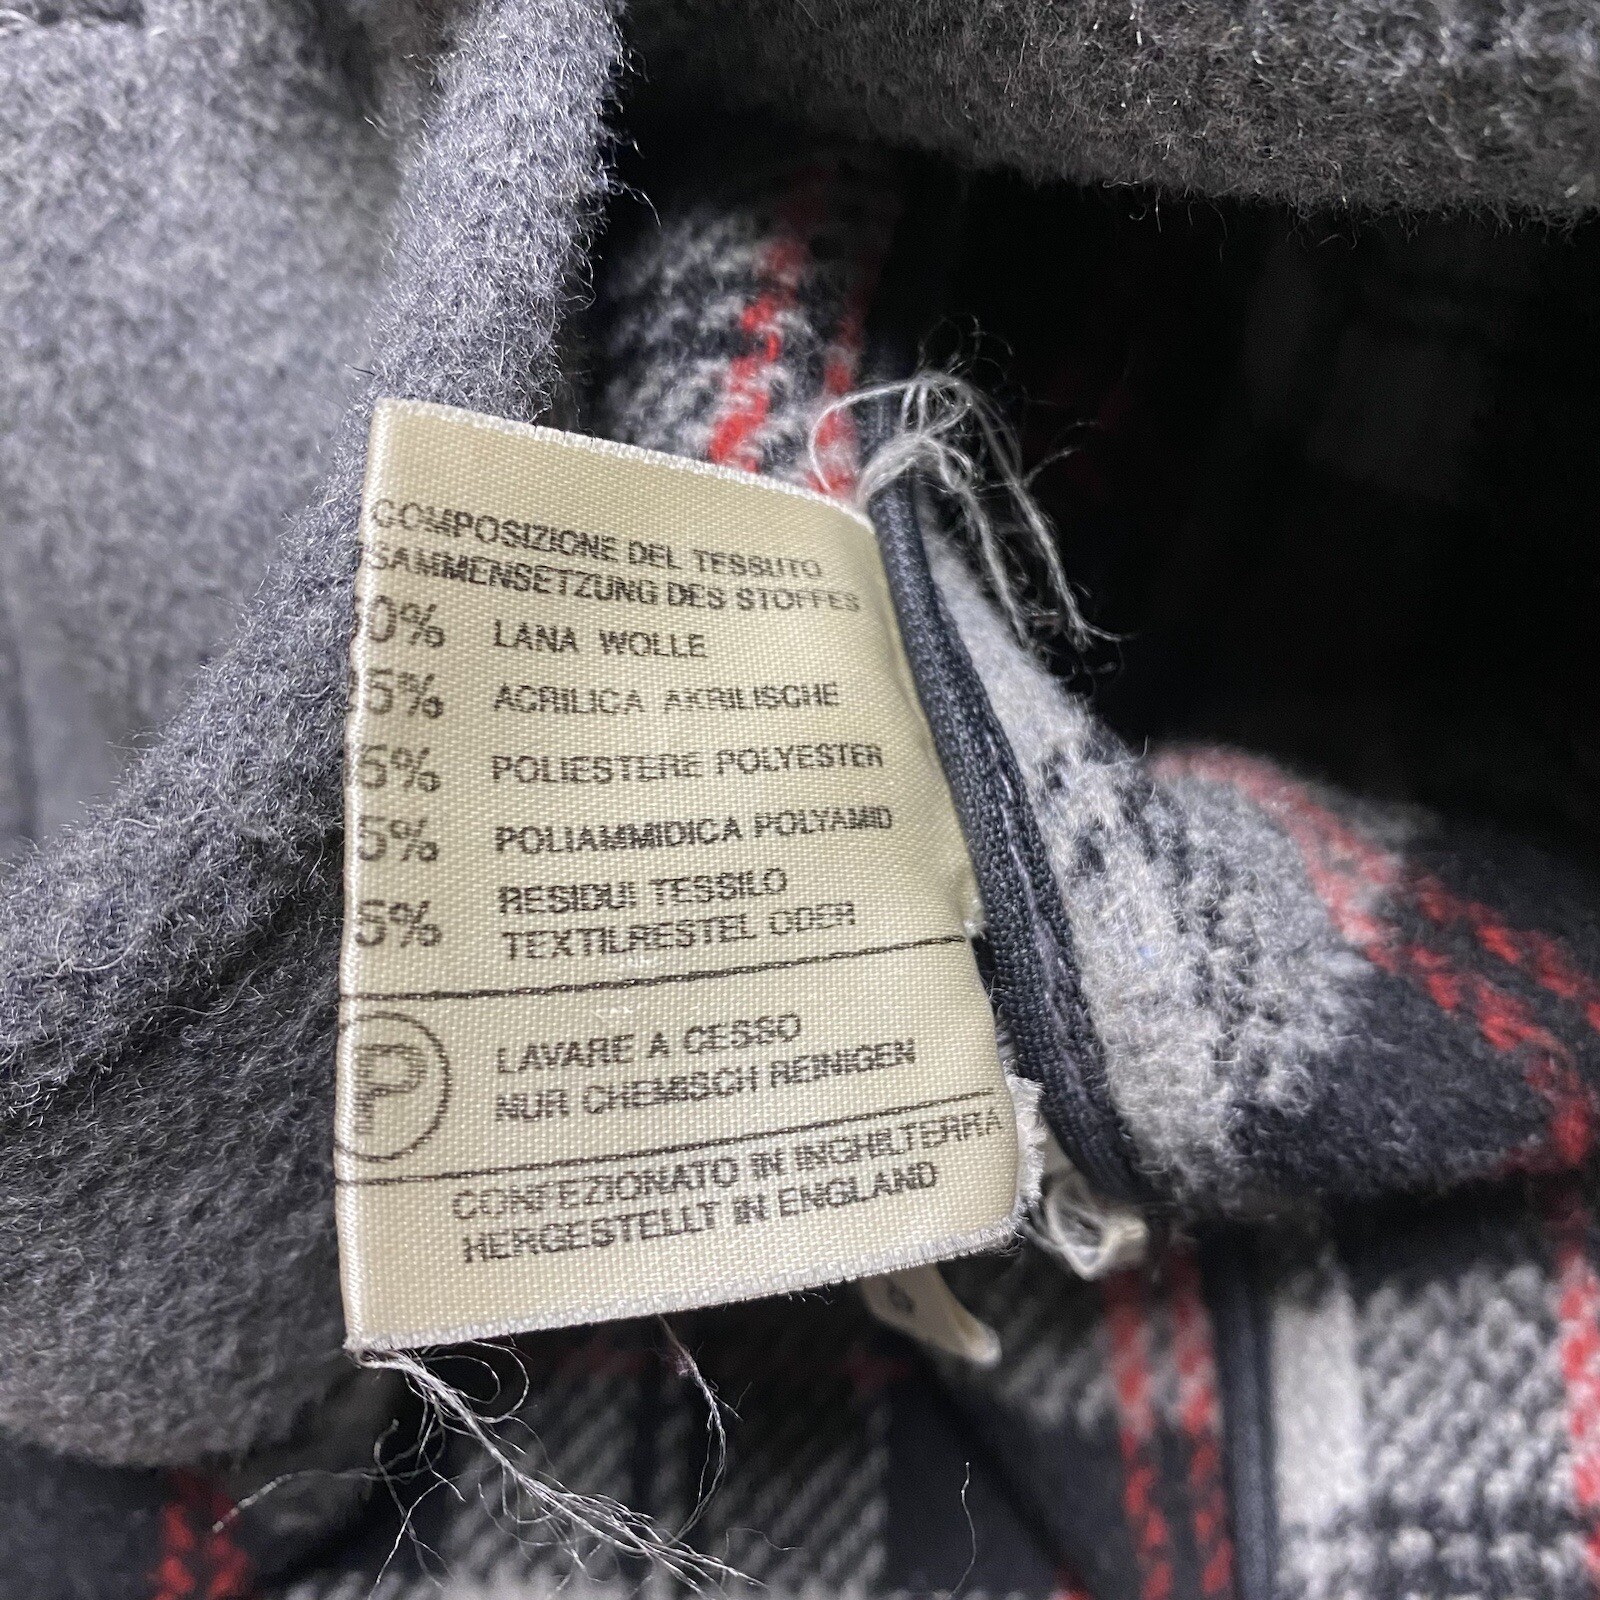 COMPOSIZIONE DEL TESSUTO
SAMMENSETZUNG DES STOFFES
0% LANA WOLLE
5% ACRILICA AKRILISCHE
5% POLIESTERE POLYESTER
5% POLIAMMIDICA POLYAMID
RESIDUI TESSILO
5% TEXTILRESTEL ODER
P
LAVARE A CESSO
NUR CHEMISCH REINIGEN
CONFEZIONATO IN INGHILTERRA
HERGESTELLT IN ENGLAND